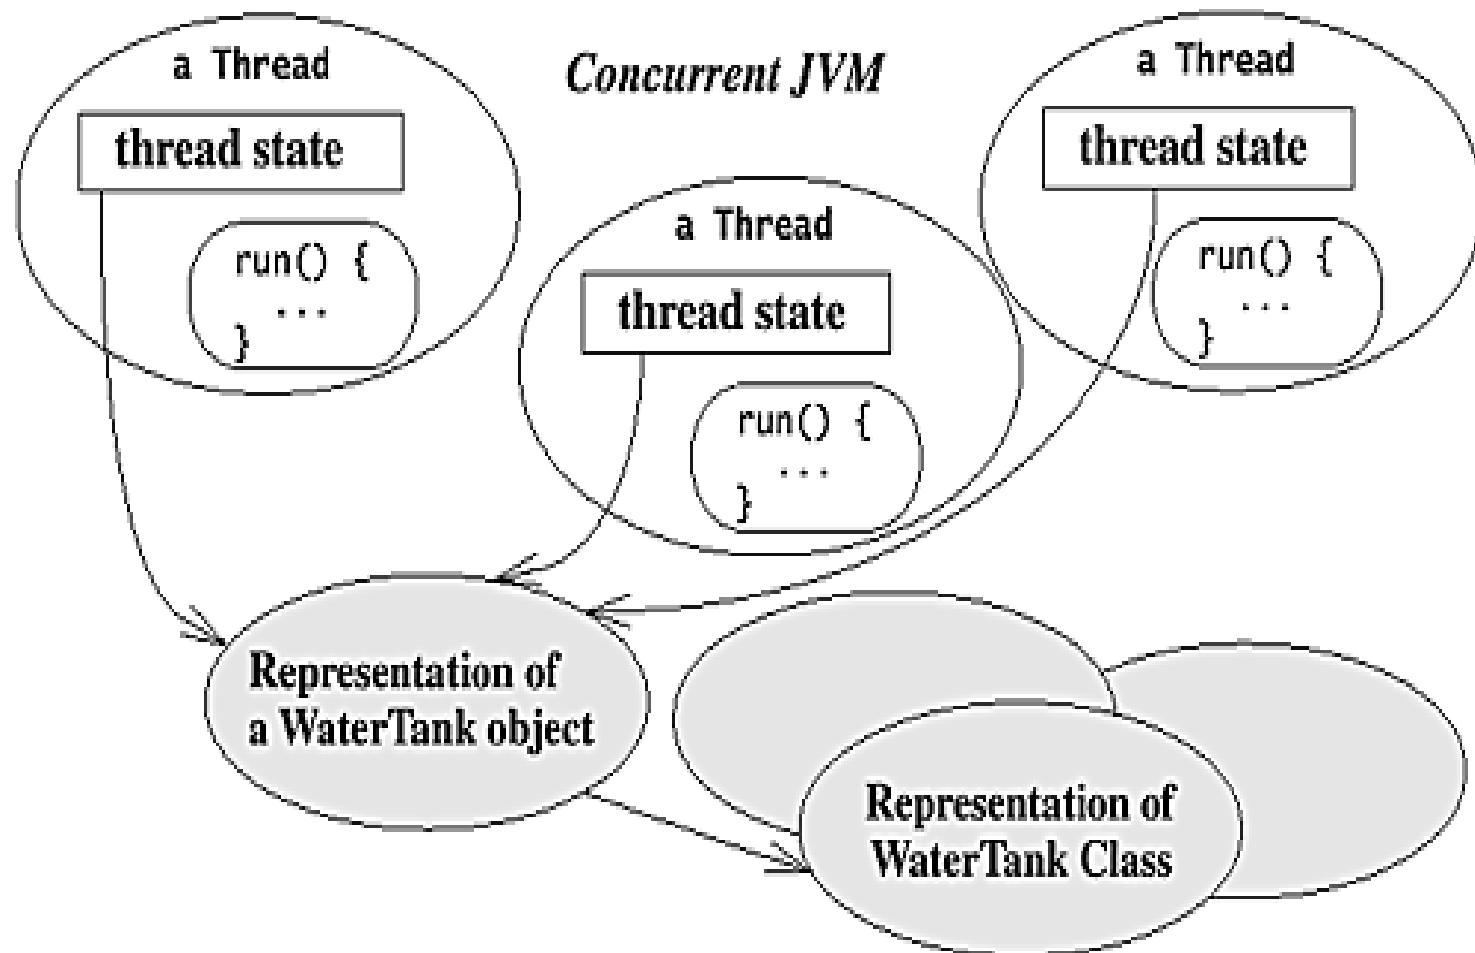 a Thread
thread state
run() {
...
}
Concurrent JVM
a Thread
thread state
run() {
...
}
a Thread
thread state
run() {
...
}
Representation of
a WaterTank object
Representation of
WaterTank Class